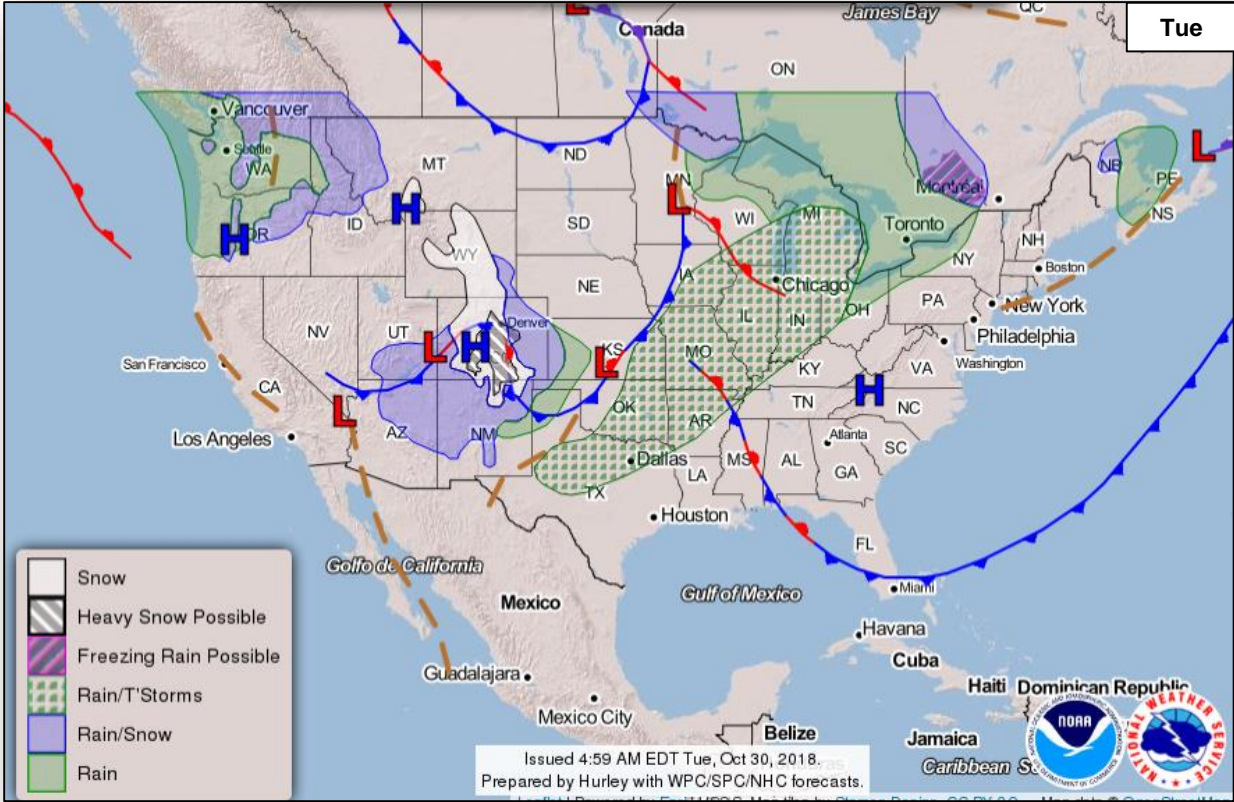 Tue
James Bay
QC
Canada
ON
Vancouver
Seattle
WA
MT
ND
MN
Montréal
NB
PE
NS
OR
ID
SD
WI
MI
Toronto
NY
NH
Boston
WY
IA
Chicago
NE
IL
IN
OH
PA
New York
Philadelphia
NV
UT
Denver
KS
MO
KY
VA
Washington
San Francisco
CA
TN
NC
OK
AR
Los Angeles
AZ
NM
Dallas
MS
AL
Atlanta
GA
SC
TX
LA
Houston
FL
Miami
Golfo de California
Mexico
Gulf of Mexico
Havana
Cuba
Guadalajara
Haiti
Dominican Republic
Mexico City
Belize
Jamaica
L
L
L
L
L
L
L
H
H
H
H
Snow
Heavy Snow Possible
Freezing Rain Possible
Rain/T'Storms
Rain/Snow
Rain
Issued 4:59 AM EDT Tue, Oct 30, 2018.
Prepared by Hurley with WPC/SPC/NHC forecasts.
Caribbean
NOAA
NATIONAL WEATHER SERVICE